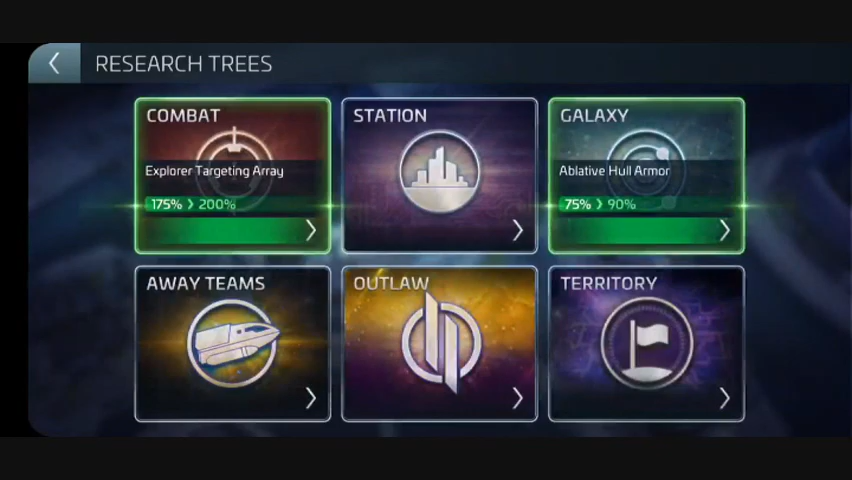 RESEARCH TREES
COMBAT
Explorer Targeting Array
175% 200%
STATION
GALAXY
Ablative Hull Armor
75% 90%
AWAY TEAMS
OUTLAW
TERRITORY